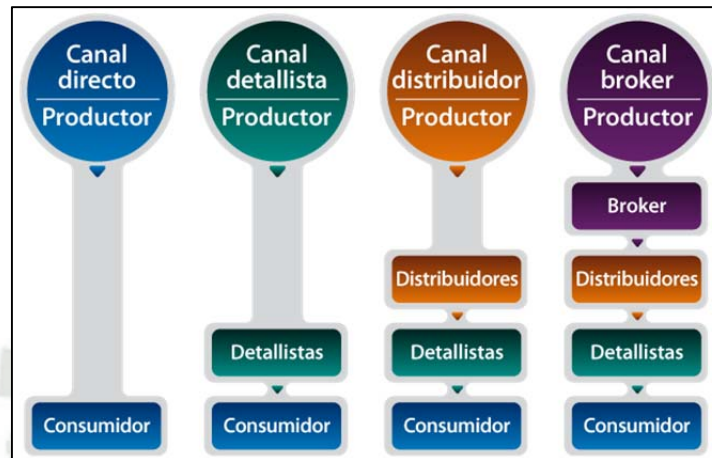 Canal
directo
Productor
Consumidor
Canal
detallista
Productor
Detallistas
Consumidor
Canal
distribuidor
Productor
Distribuidores
Detallistas
Consumidor
Canal
broker
Productor
Broker
Distribuidores
Detallistas
Consumidor